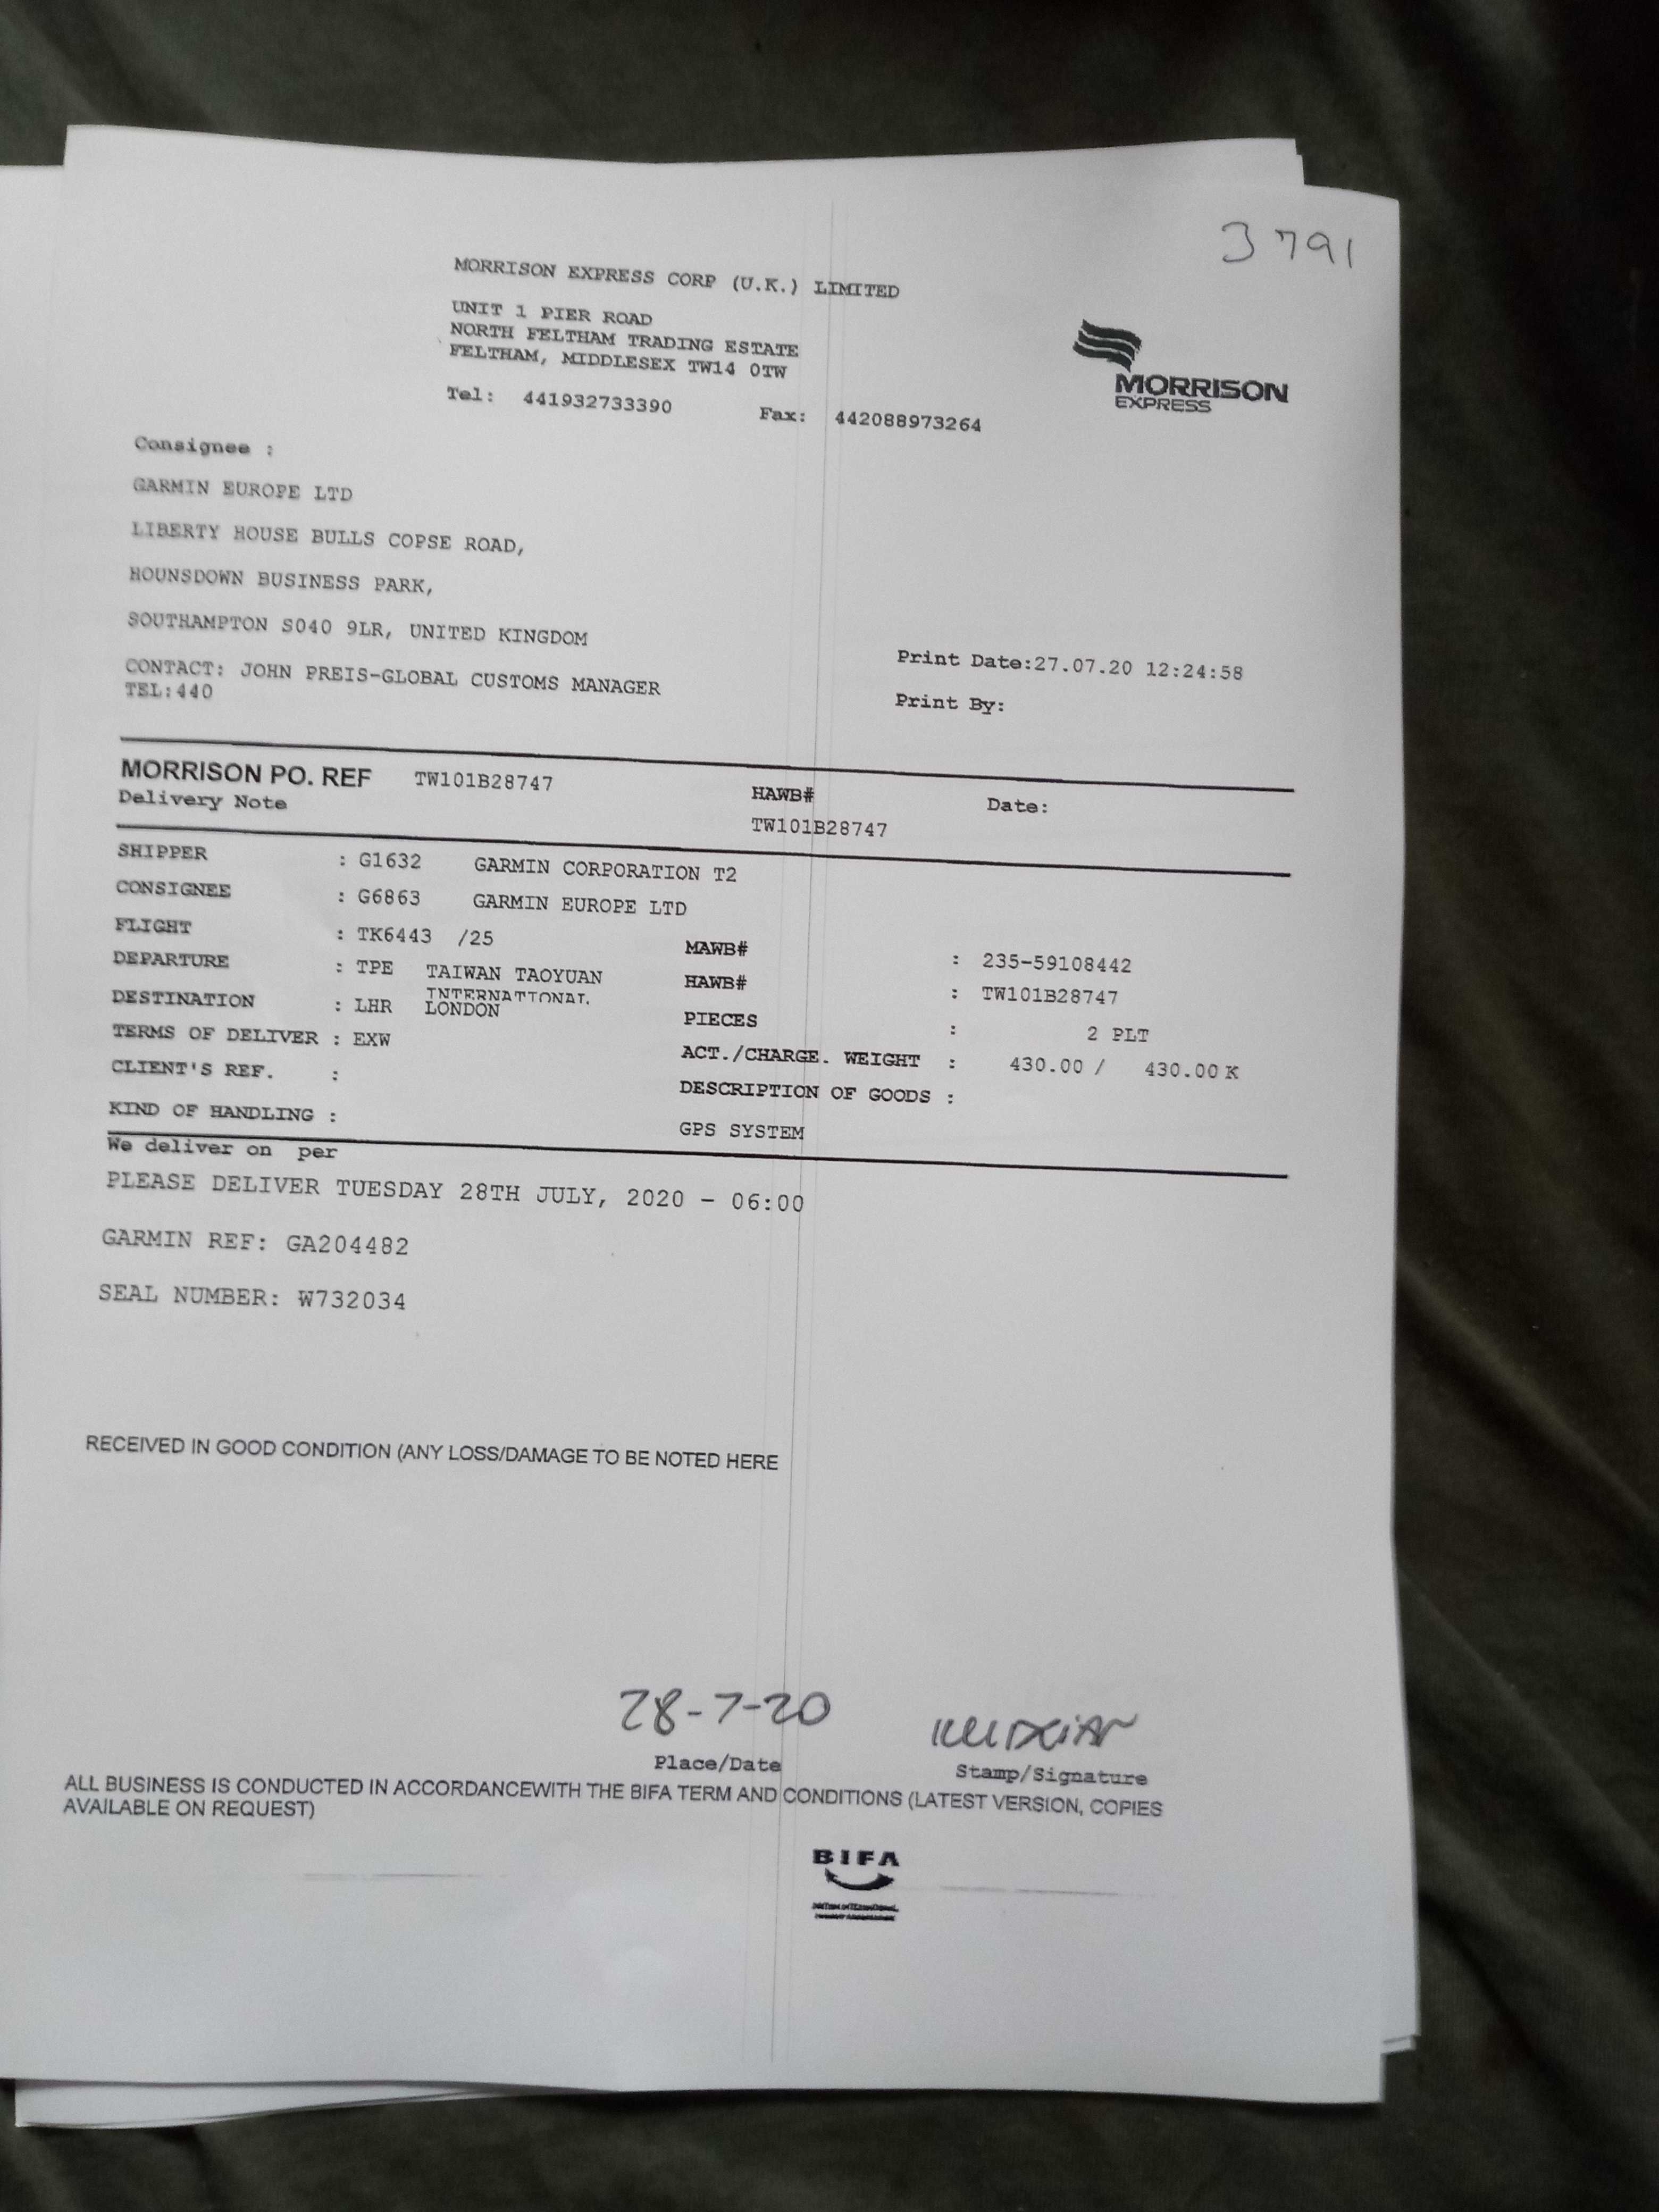 3791
MORRISON EXPRESS CORP (U.K.) LIMITED
UNIT 1 PIER ROAD
NORTH FELTHAM TRADING ESTATE
FELTHAM, MIDDLESEX TW14 0TW
Tel: 441932733390 Fax: 442088973264
MORRISON
EXPRESS
Consignee :
GARMIN EUROPE LTD
LIBERTY HOUSE BULLS COPSE ROAD,
HOUNSDOWN BUSINESS PARK,
SOUTHAMPTON S040 9LR, UNITED KINGDOM
CONTACT: JOHN PREIS-GLOBAL CUSTOMS MANAGER
TEL:440
Print Date:27.07.20 12:24:58
Print By:
MORRISON PO. REF TW101B28747
Delivery Note
HAWB# Date:
TW101B28747
SHIPPER : G1632 GARMIN CORPORATION T2
CONSIGNEE : G6863 GARMIN EUROPE LTD
FLIGHT : TK6443 /25
DEPARTURE : TPE TAIWAN TAOYUAN
INTERNATIONAL
DESTINATION : LHR LONDON
TERMS OF DELIVER : EXW
CLIENT'S REF. :
KIND OF HANDLING :
MAWB# : 235-59108442
HAWB# : TW101B28747
PIECES : 2 PLT
ACT./CHARGE. WEIGHT : 430.00 / 430.00 K
DESCRIPTION OF GOODS :
GPS SYSTEM
We deliver on per
PLEASE DELIVER TUESDAY 28TH JULY, 2020 - 06:00
GARMIN REF: GA204482
SEAL NUMBER: W732034
RECEIVED IN GOOD CONDITION (ANY LOSS/DAMAGE TO BE NOTED HERE
28-7-20
Place/Date
Stamp/Signature
ALL BUSINESS IS CONDUCTED IN ACCORDANCEWITH THE BIFA TERM AND CONDITIONS (LATEST VERSION, COPIES
AVAILABLE ON REQUEST)
BIFA